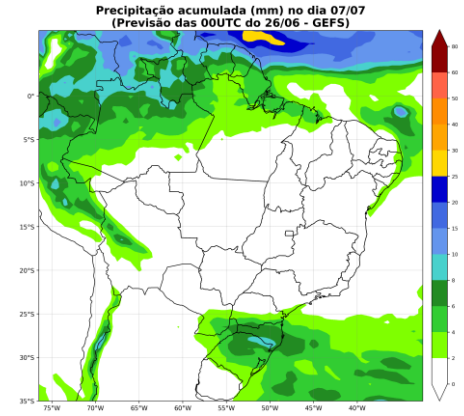 Precipitação acumulada (mm) no dia 07/07
(Previsão das 00UTC do 26/06 - GEFS)
80
60
50
40
30
25
20
15
10
8
6
4
2
0
0°
5°S
10°S
15°S
20°S
25°S
30°S
35°S
75°W 70°W 65°W 60°W 55°W 50°W 45°W 40°W